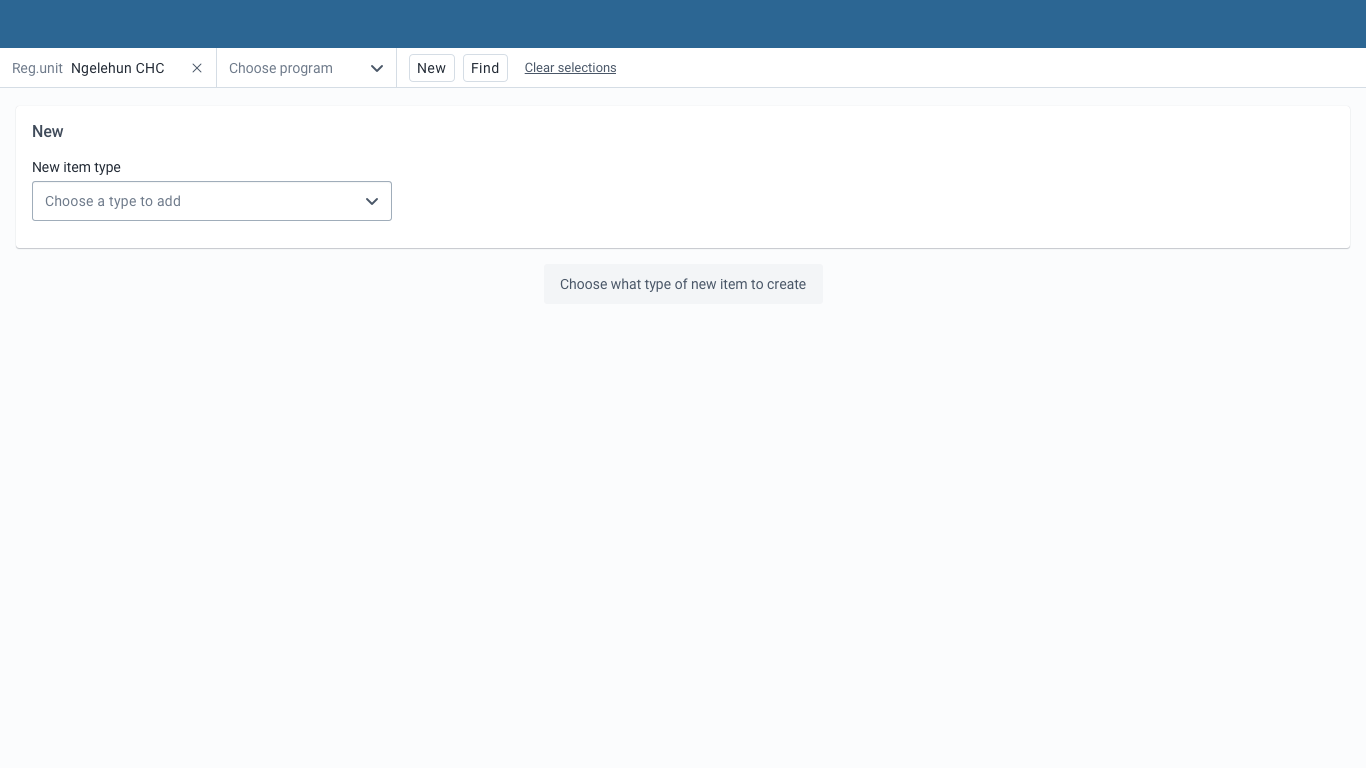 Reg.unit Ngelehun CHC Choose program New Find Clear selections
New
New item type
Choose a type to add
Choose what type of new item to create